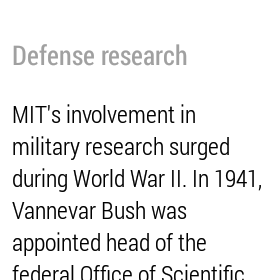 Defense research
MIT's involvement in
military research surged
during World War II. In 1941,
Vannevar Bush was
appointed head of the
federal Office of Scientific